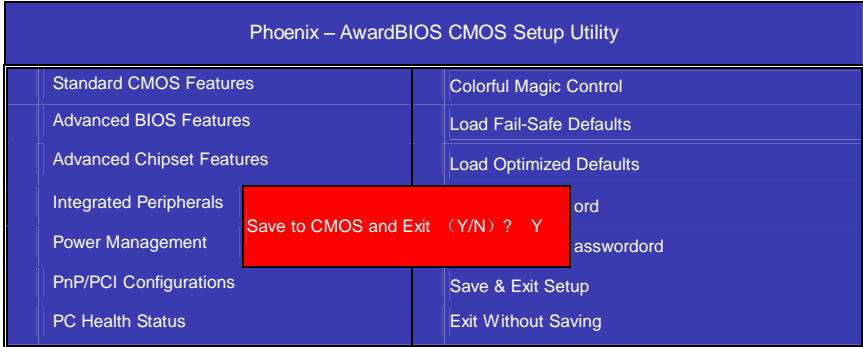 Phoenix – AwardBIOS CMOS Setup Utility
Standard CMOS Features
Colorful Magic Control
Advanced BIOS Features
Load Fail-Safe Defaults
Advanced Chipset Features
Load Optimized Defaults
Integrated Peripherals
ord
Save to CMOS and Exit （Y/N）? Y
Power Management
asswordord
PnP/PCI Configurations
Save & Exit Setup
PC Health Status
Exit Without Saving